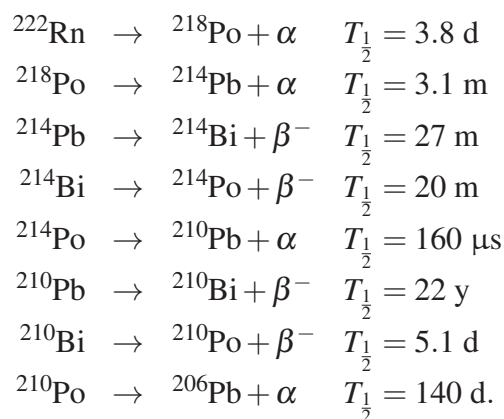 ²²²Rn → ²¹⁸Po + α T½ = 3.8 d
²¹⁸Po → ²¹⁴Pb + α T½ = 3.1 m
²¹⁴Pb → ²¹⁴Bi + β⁻ T½ = 27 m
²¹⁴Bi → ²¹⁴Po + β⁻ T½ = 20 m
²¹⁴Po → ²¹⁰Pb + α T½ = 160 μs
²¹⁰Pb → ²¹⁰Bi + β⁻ T½ = 22 y
²¹⁰Bi → ²¹⁰Po + β⁻ T½ = 5.1 d
²¹⁰Po → ²⁰⁶Pb + α T½ = 140 d.